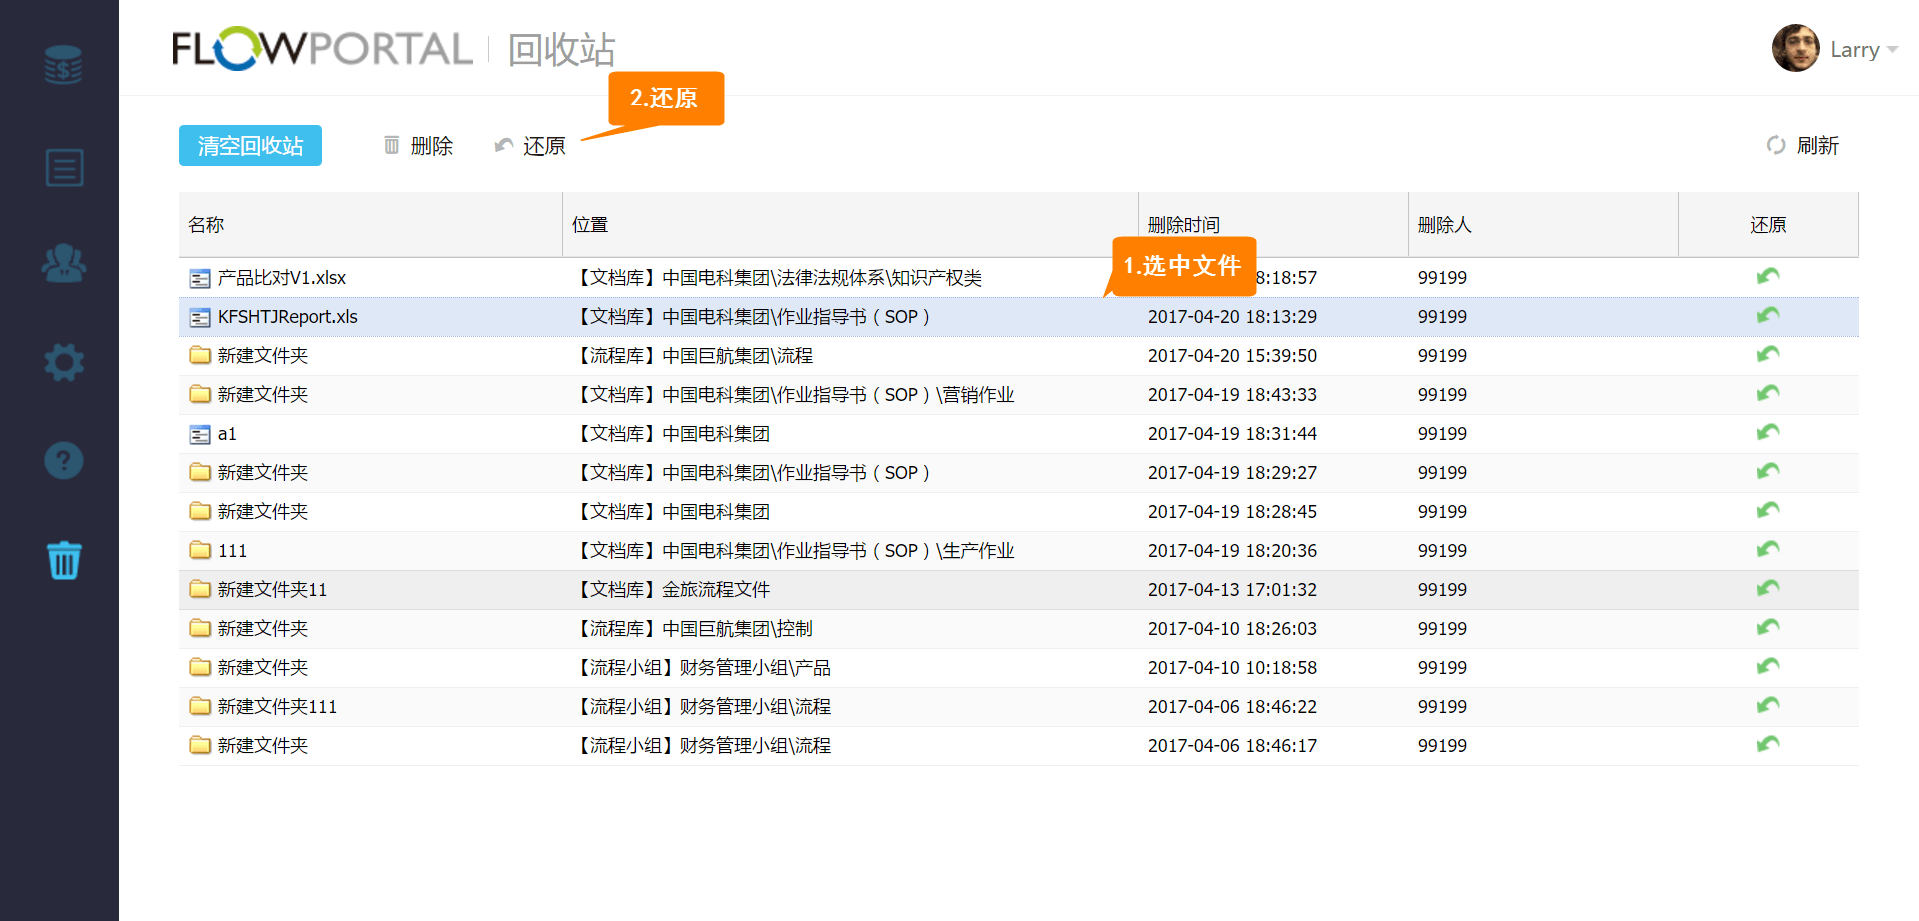 FLOWPORTAL 回收站
Larry
2.还原
清空回收站 删除 还原 刷新
名称 位置 删除时间 删除人 还原
1.选中文件
产品比对V1.xlsx 【文档库】中国电科集团\法律法规体系\知识产权类 8:18:57 99199
KFSHTJReport.xls 【文档库】中国电科集团\作业指导书（SOP） 2017-04-20 18:13:29 99199
新建文件夹 【流程库】中国巨航集团\流程 2017-04-20 15:39:50 99199
新建文件夹 【文档库】中国电科集团\作业指导书（SOP）\营销作业 2017-04-19 18:43:33 99199
a1 【文档库】中国电科集团 2017-04-19 18:31:44 99199
新建文件夹 【文档库】中国电科集团\作业指导书（SOP） 2017-04-19 18:29:27 99199
新建文件夹 【文档库】中国电科集团 2017-04-19 18:28:45 99199
111 【文档库】中国电科集团\作业指导书（SOP）\生产作业 2017-04-19 18:20:36 99199
新建文件夹11 【文档库】金旅流程文件 2017-04-13 17:01:32 99199
新建文件夹 【流程库】中国巨航集团\控制 2017-04-10 18:26:03 99199
新建文件夹 【流程小组】财务管理小组\产品 2017-04-10 10:18:58 99199
新建文件夹111 【流程小组】财务管理小组\流程 2017-04-06 18:46:22 99199
新建文件夹 【流程小组】财务管理小组\流程 2017-04-06 18:46:17 99199